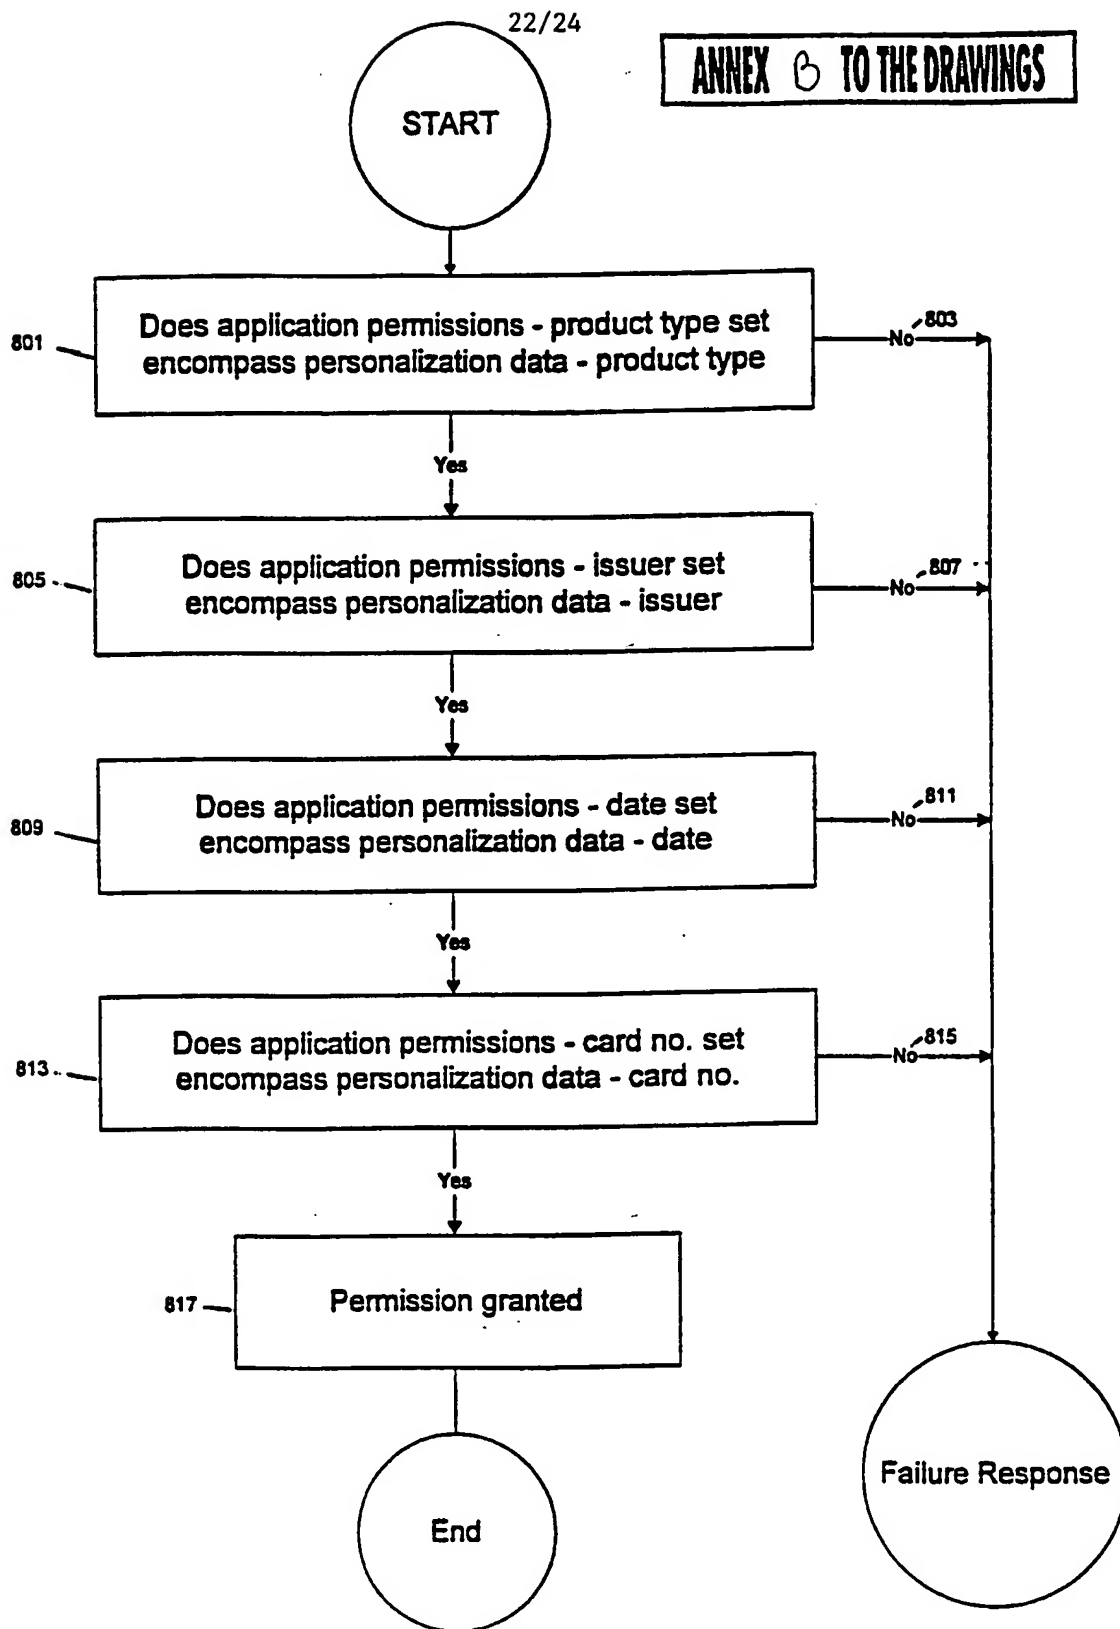 22/24
ANNEX B TO THE DRAWINGS
START
801
Does application permissions - product type set
encompass personalization data - product type
No
803
Yes
805
Does application permissions - issuer set
encompass personalization data - issuer
No
807
Yes
809
Does application permissions - date set
encompass personalization data - date
No
811
Yes
813
Does application permissions - card no. set
encompass personalization data - card no.
No
815
Yes
817
Permission granted
End
Failure Response